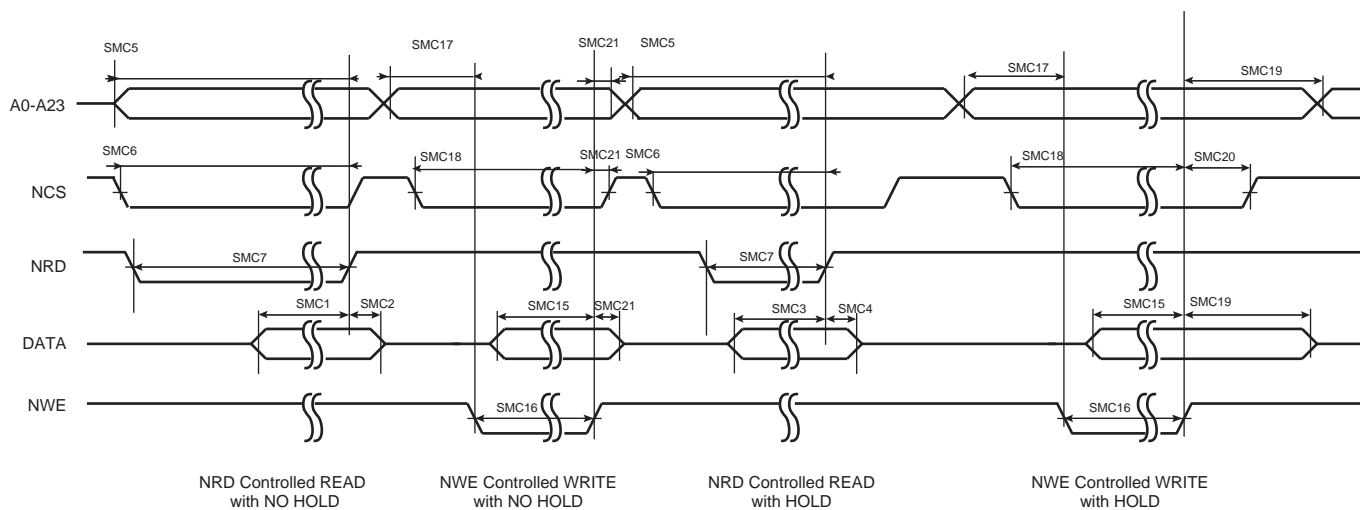 SMC5
SMC17
SMC21
SMC5
SMC17
SMC19
A0-A23
SMC6
SMC18
SMC21
SMC6
SMC18
SMC20
NCS
NRD
SMC7
SMC7
SMC1
SMC2
SMC15
SMC21
SMC3
SMC4
SMC15
SMC19
DATA
NWE
SMC16
SMC16
NRD Controlled READ
with NO HOLD
NWE Controlled WRITE
with NO HOLD
NRD Controlled READ
with HOLD
NWE Controlled WRITE
with HOLD